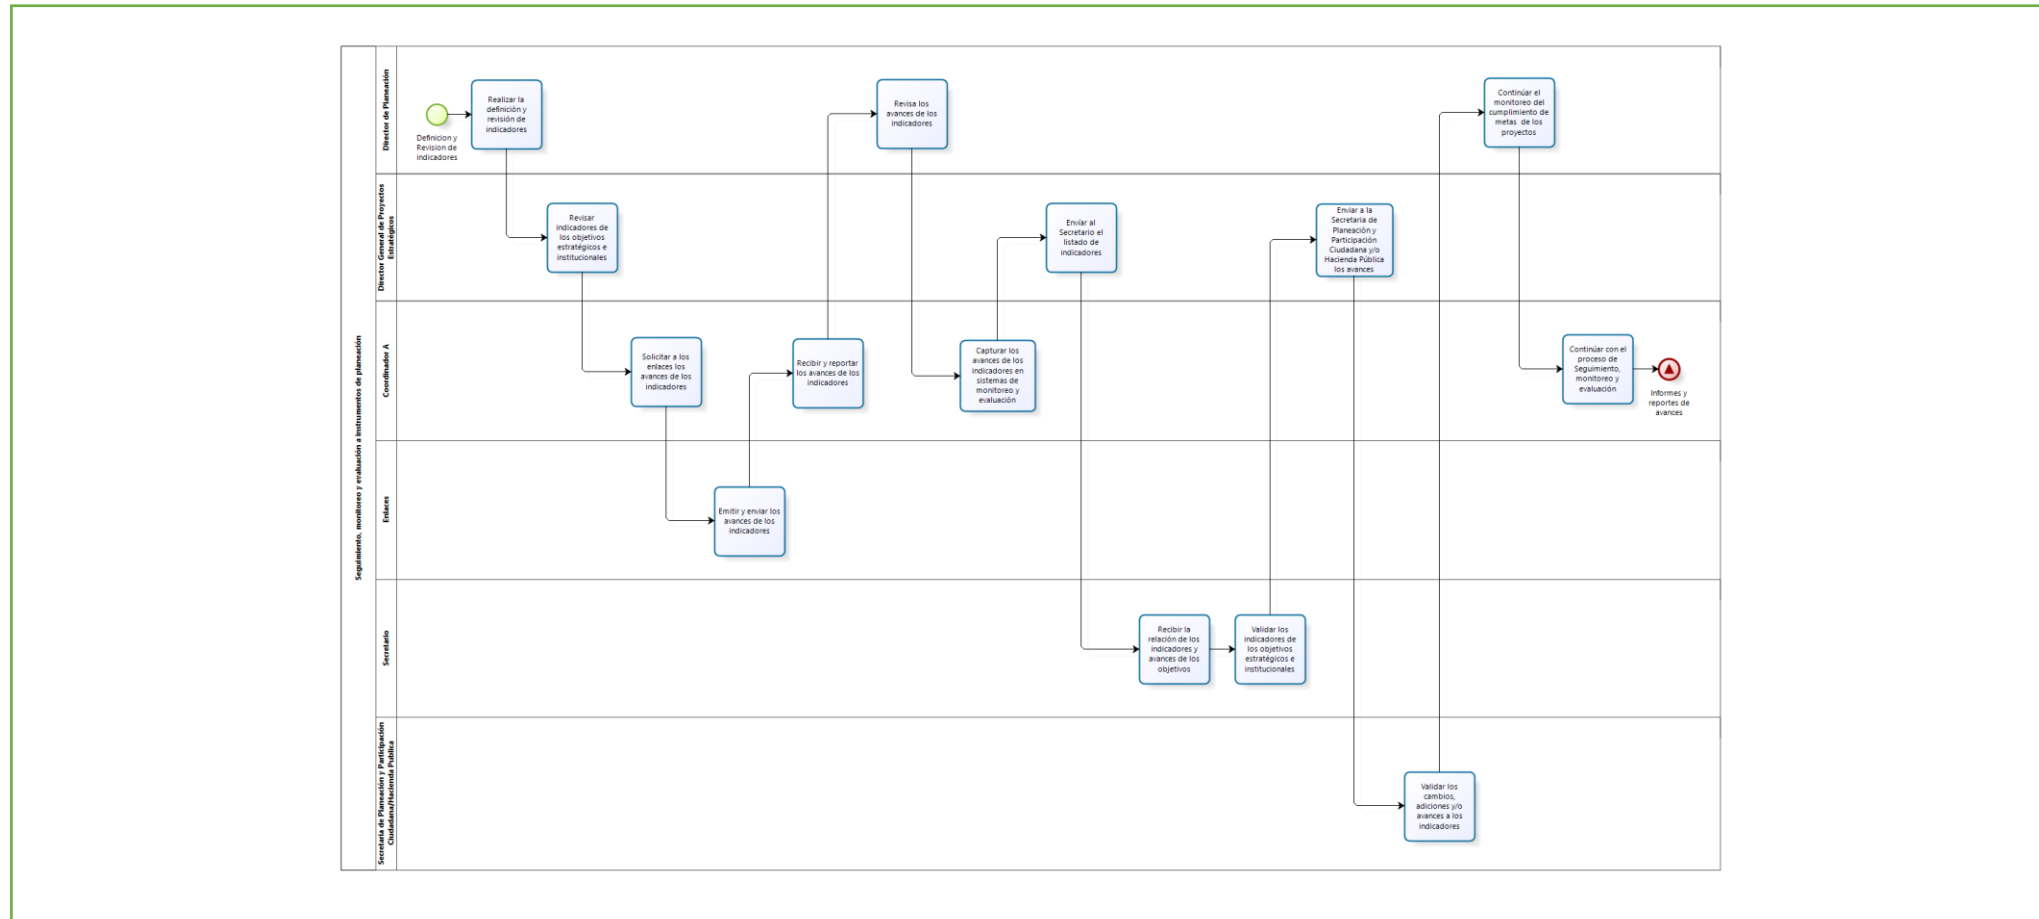 Seguimiento, monitoreo y evaluación a instrumentos de planeación
Director de Planeación
Definicion y
Revision de
indicadores
Realizar la
definición y
revisión de
indicadores
Revisa los
avances de los
indicadores
Continúar el
monitoreo del
cumplimiento de
metas de los
proyectos
Director General de Proyectos
Estratégicos
Revisar
indicadores de
los objetivos
estratégicos e
institucionales
Envíar al
Secretario el
listado de
indicadores
Enviar a la
Secretaria de
Planeación y
Participación
Ciudadana y/o
Hacienda Pública
los avances
Coordinador A
Solicitar a los
enlaces los
avances de los
indicadores
Recibir y reportar
los avances de los
indicadores
Capturar los
avances de los
indicadores en
sistemas de
monitoreo y
evaluación
Continúar con el
proceso de
Seguimiento,
monitoreo y
evaluación
Informes y
reportes de
avances
Enlaces
Emitir y enviar los
avances de los
indicadores
Secretario
Recibir la
relación de los
indicadores y
avances de los
objetivos
Validar los
indicadores de
los objetivos
estratégicos e
institucionales
Secretaria de Planeación y Participación
Ciudadana/Hacienda Publica
Validar los
cambios,
adiciones y/o
avances a los
indicadores